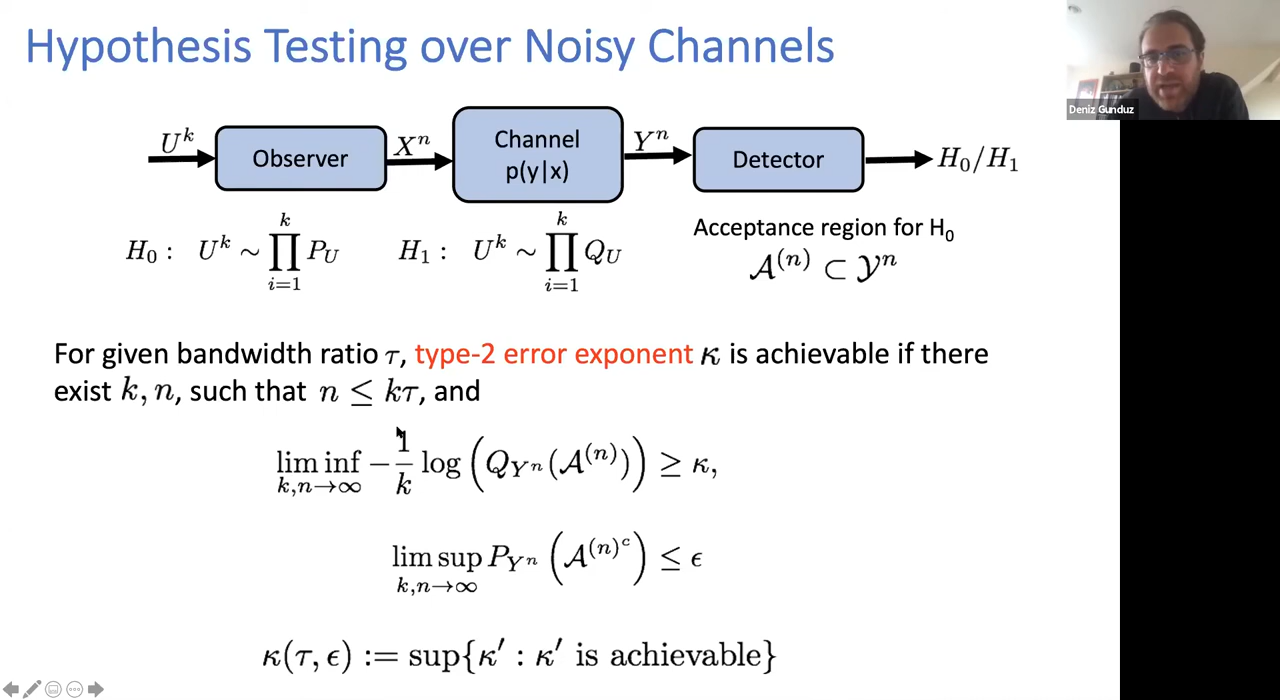 Hypothesis Testing over Noisy Channels
Deniz Gunduz
U^k
Observer
X^n
Channel
p(y|x)
Y^n
Detector
H_0/H_1
H_0 : U^k ∼ ∏_{i=1}^{k} P_U
H_1 : U^k ∼ ∏_{i=1}^{k} Q_U
Acceptance region for H_0
𝒜^{(n)} ⊂ 𝒴^n
For given bandwidth ratio τ, type-2 error exponent κ is achievable if there
exist k, n, such that n ≤ kτ, and
lim inf_{k,n→∞} −\frac{1}{k} log (Q_{Y^n}(𝒜^{(n)})) ≥ κ,
lim sup_{k,n→∞} P_{Y^n} (𝒜^{(n)^c}) ≤ ϵ
κ(τ, ϵ) := sup{κ′ : κ′ is achievable}